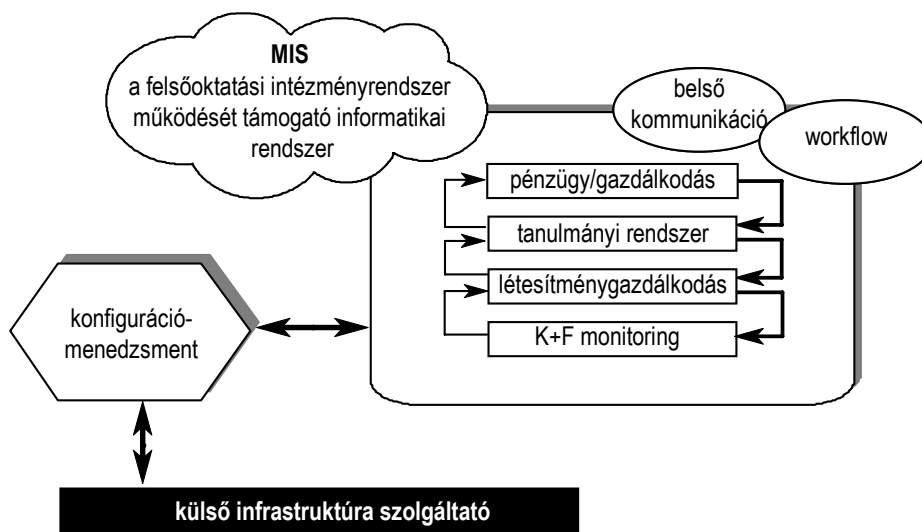 MIS
a felsőoktatási intézményrendszer
működését támogató informatikai
rendszer
belső
kommunikáció
workflow
pénzügy/gazdálkodás
tanulmányi rendszer
létesítménygazdálkodás
K+F monitoring
konfiguráció-
menedzsment
külső infrastruktúra szolgáltató